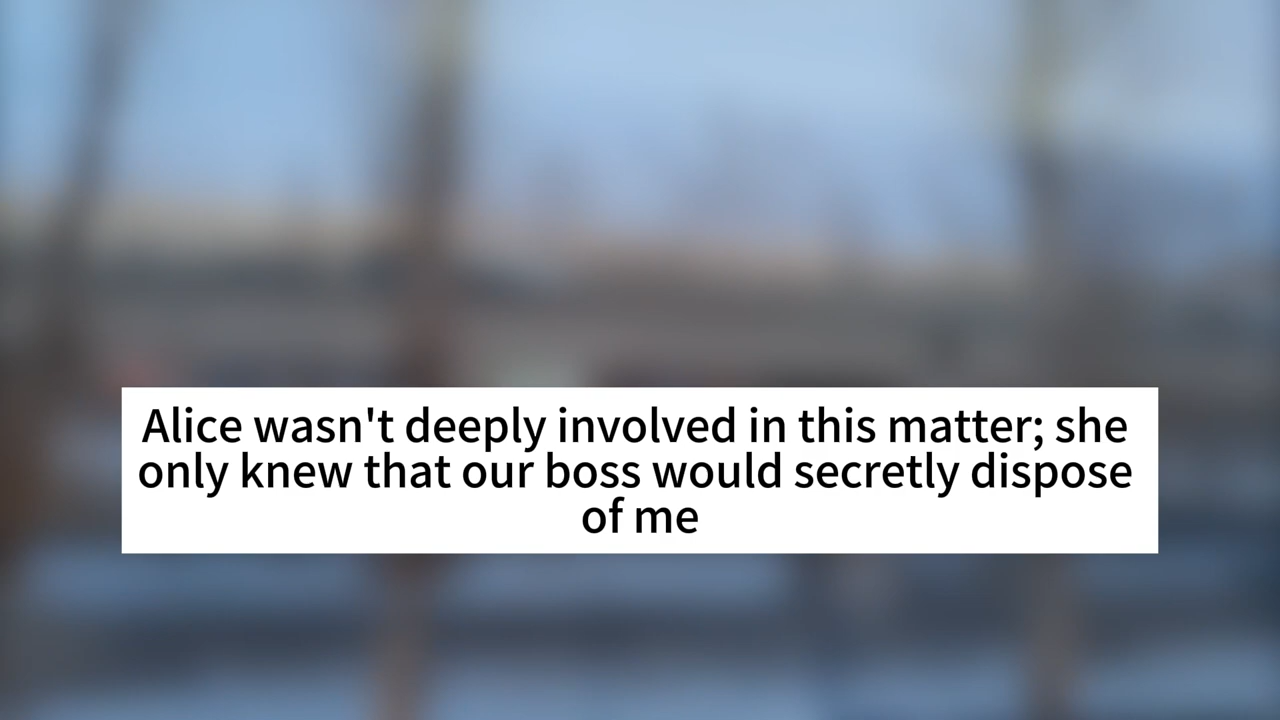 Alice wasn't deeply involved in this matter; she
only knew that our boss would secretly dispose
of me